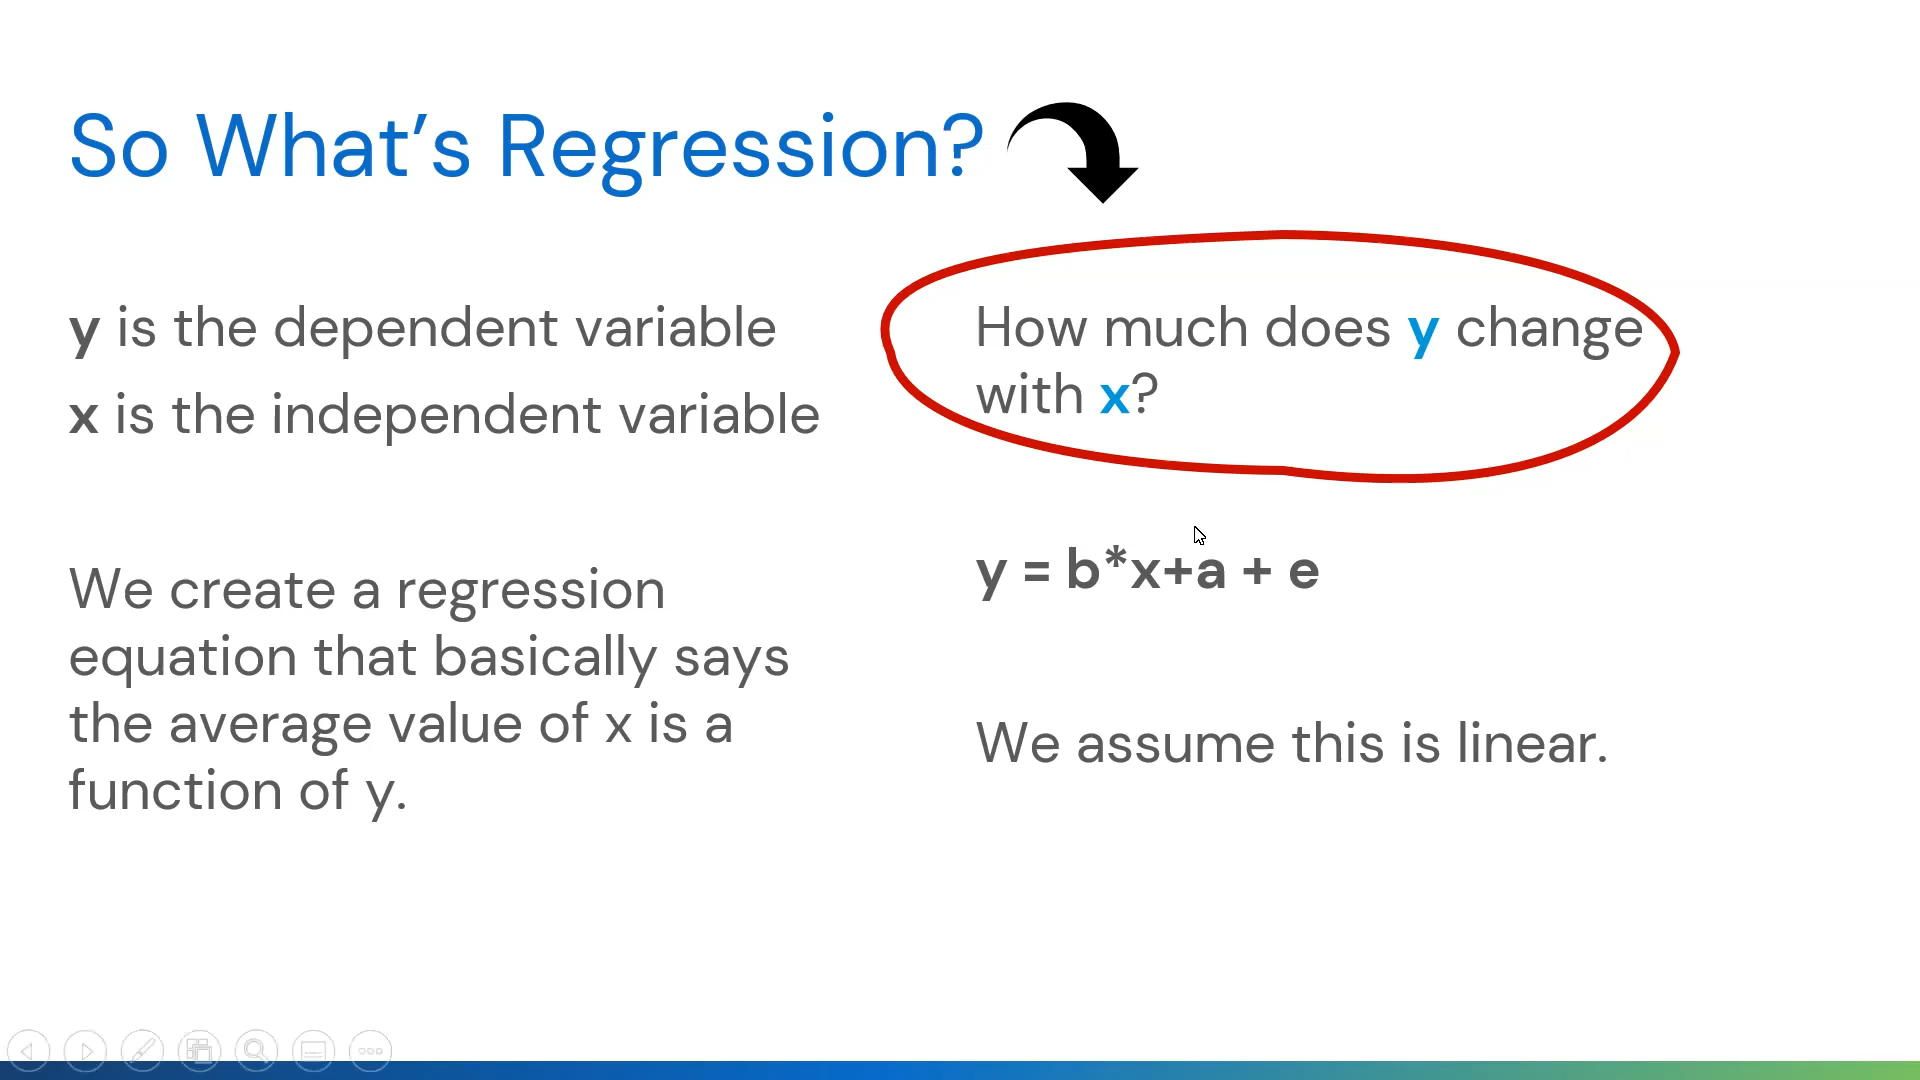 So What’s Regression?
y is the dependent variable
x is the independent variable
We create a regression
equation that basically says
the average value of x is a
function of y.
How much does y change
with x?
y = b*x+a + e
We assume this is linear.